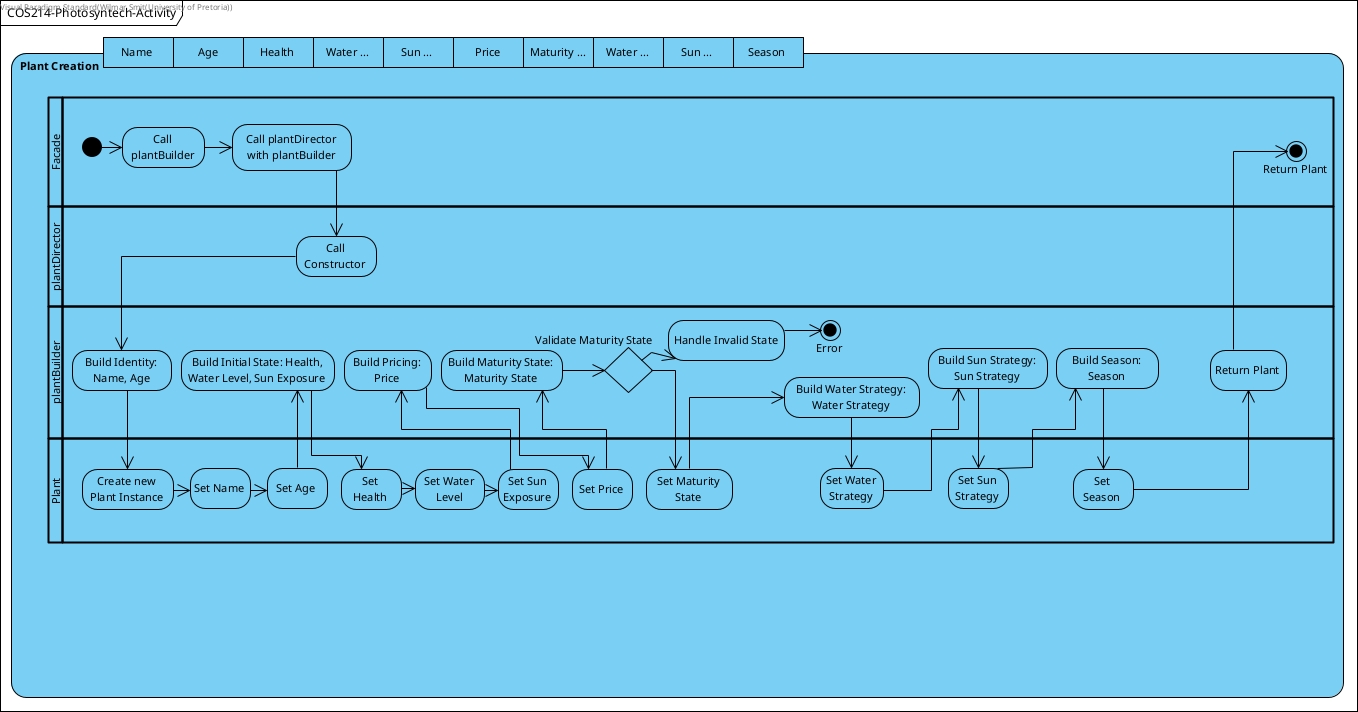 Visual Paradigm Standard(Wilmar Smit(University of Pretoria))
COS214-Photosyntech-Activity
Name
Age
Health
Water ...
Sun ...
Price
Maturity ...
Water ...
Sun ...
Season
Plant Creation
Facade
Call
plantBuilder
Call plantDirector
with plantBuilder
Return Plant
plantDirector
Call
Constructor
plantBuilder
Build Identity:
Name, Age
Build Initial State: Health,
Water Level, Sun Exposure
Build Pricing:
Price
Build Maturity State:
Maturity State
Validate Maturity State
Handle Invalid State
Error
Build Water Strategy:
Water Strategy
Build Sun Strategy:
Sun Strategy
Build Season:
Season
Return Plant
Plant
Create new
Plant Instance
Set Name
Set Age
Set
Health
Set Water
Level
Set Sun
Exposure
Set Price
Set Maturity
State
Set Water
Strategy
Set Sun
Strategy
Set
Season